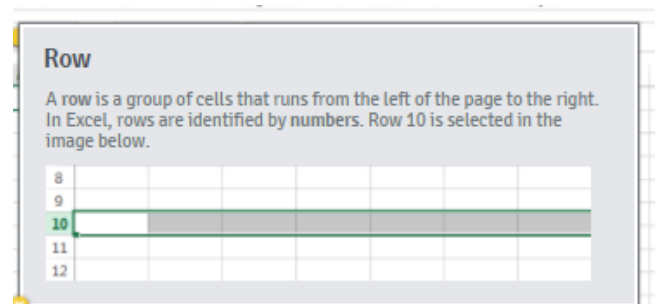 Row
A row is a group of cells that runs from the left of the page to the right.
In Excel, rows are identified by numbers. Row 10 is selected in the
image below.
8
9
10
11
12